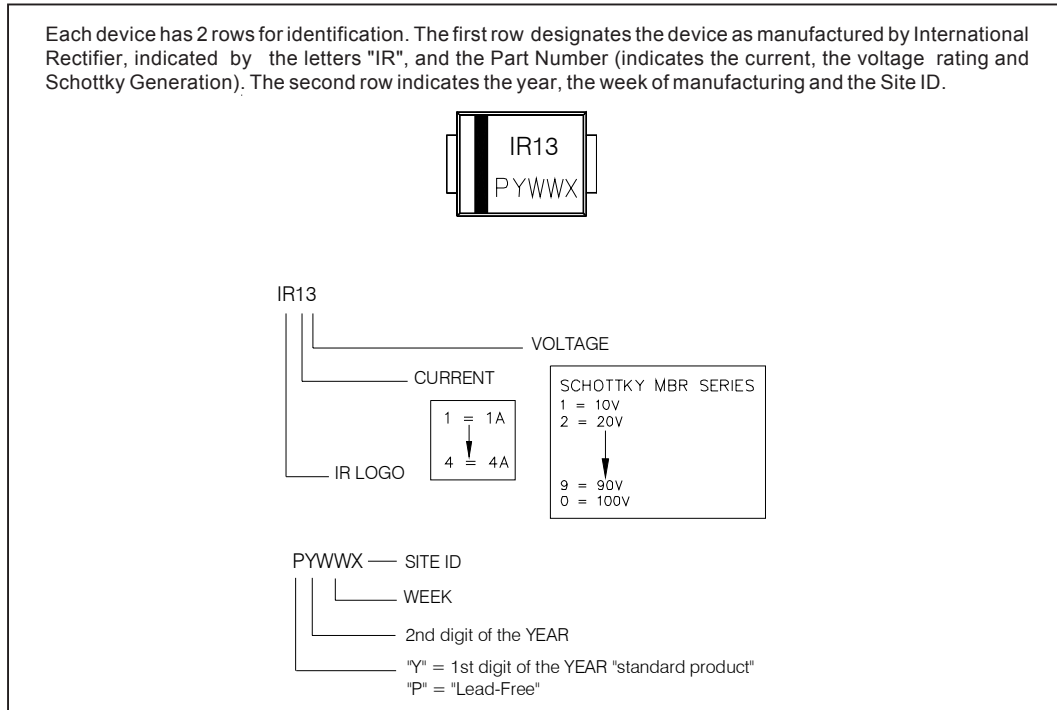 Each device has 2 rows for identification. The first row designates the device as manufactured by International
Rectifier, indicated by the letters "IR", and the Part Number (indicates the current, the voltage rating and
Schottky Generation). The second row indicates the year, the week of manufacturing and the Site ID.
IR13
PYWWX
IR13
VOLTAGE
CURRENT
SCHOTTKY MBR SERIES
1 = 10V
2 = 20V
9 = 90V
0 = 100V
1 = 1A
4 = 4A
IR LOGO
PYWWX
SITE ID
WEEK
2nd digit of the YEAR
"Y" = 1st digit of the YEAR "standard product"
"P" = "Lead-Free"